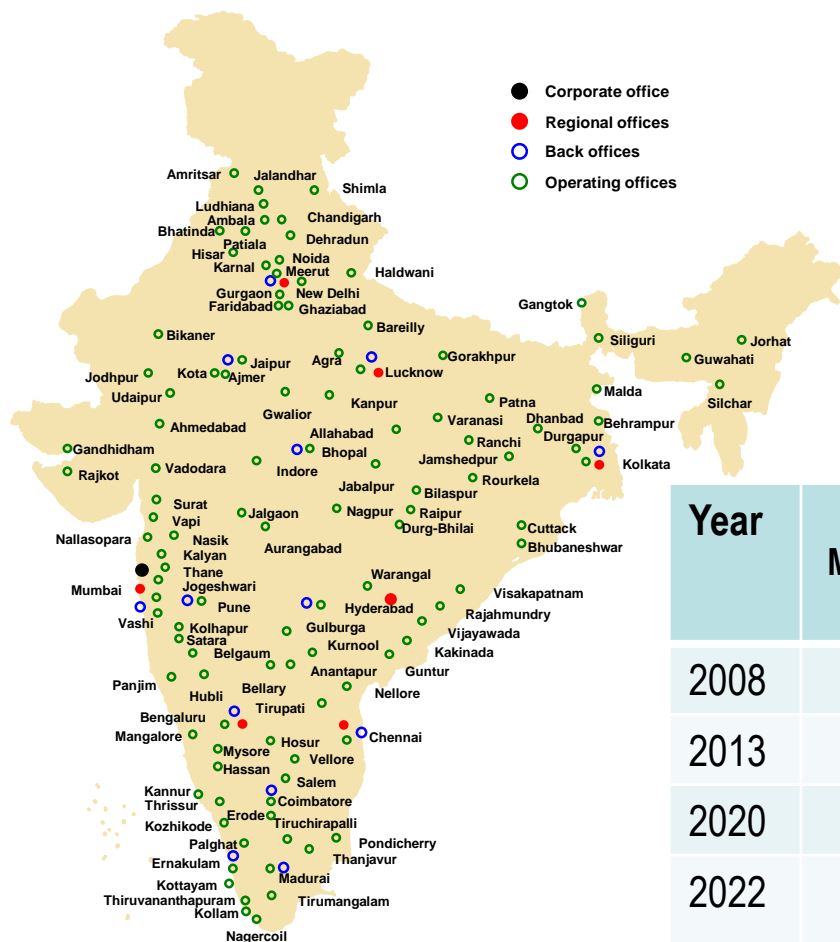 Corporate office
Regional offices
Back offices
Operating offices
Amritsar
Jalandhar
Shimla
Ludhiana
Ambala
Chandigarh
Bhatinda
Patiala
Dehradun
Hisar
Noida
Karnal
Meerut
Haldwani
Gurgaon
New Delhi
Faridabad
Ghaziabad
Gangtok
Bareilly
Bikaner
Siliguri
Jorhat
Agra
Gorakhpur
Guwahati
Jaipur
Jodhpur
Kota
Ajmer
Lucknow
Silchar
Udaipur
Malda
Gwalior
Kanpur
Patna
Ahmedabad
Varanasi
Dhanbad
Behrampur
Allahabad
Durgapur
Gandhidham
Bhopal
Ranchi
Jamshedpur
Kolkata
Rajkot
Vadodara
Indore
Jabalpur
Rourkela
Bilaspur
Surat
Jalgaon
Nagpur
Raipur
Vapi
Durg-Bhilai
Cuttack
Nallasopara
Nasik
Aurangabad
Bhubaneshwar
Kalyan
Thane
Warangal
Mumbai
Jogeshwari
Visakapatnam
Pune
Hyderabad
Rajahmundry
Vashi
Kolhapur
Gulburga
Vijayawada
Satara
Kurnool
Kakinada
Belgaum
Anantapur
Guntur
Panjim
Hubli
Bellary
Nellore
Tirupati
Bengaluru
Mangalore
Hosur
Chennai
Mysore
Vellore
Hassan
Salem
Kannur
Thrissur
Coimbatore
Erode
Kozhikode
Tiruchirapalli
Palghat
Pondicherry
Ernakulam
Thanjavur
Kottayam
Madurai
Thiruvananthapuram
Tirumangalam
Kollam
Nagercoil
Year
M
2008
2013
2020
2022